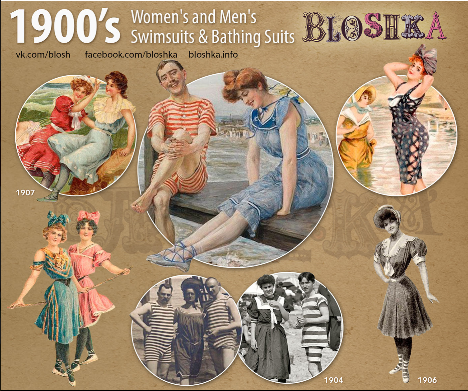 1900's
Women's and Men's
Swimsuits & Bathing Suits
BLOSHKA
vk.com/blosh facebook.com/bloshka bloshka.info
1907
1904
1906